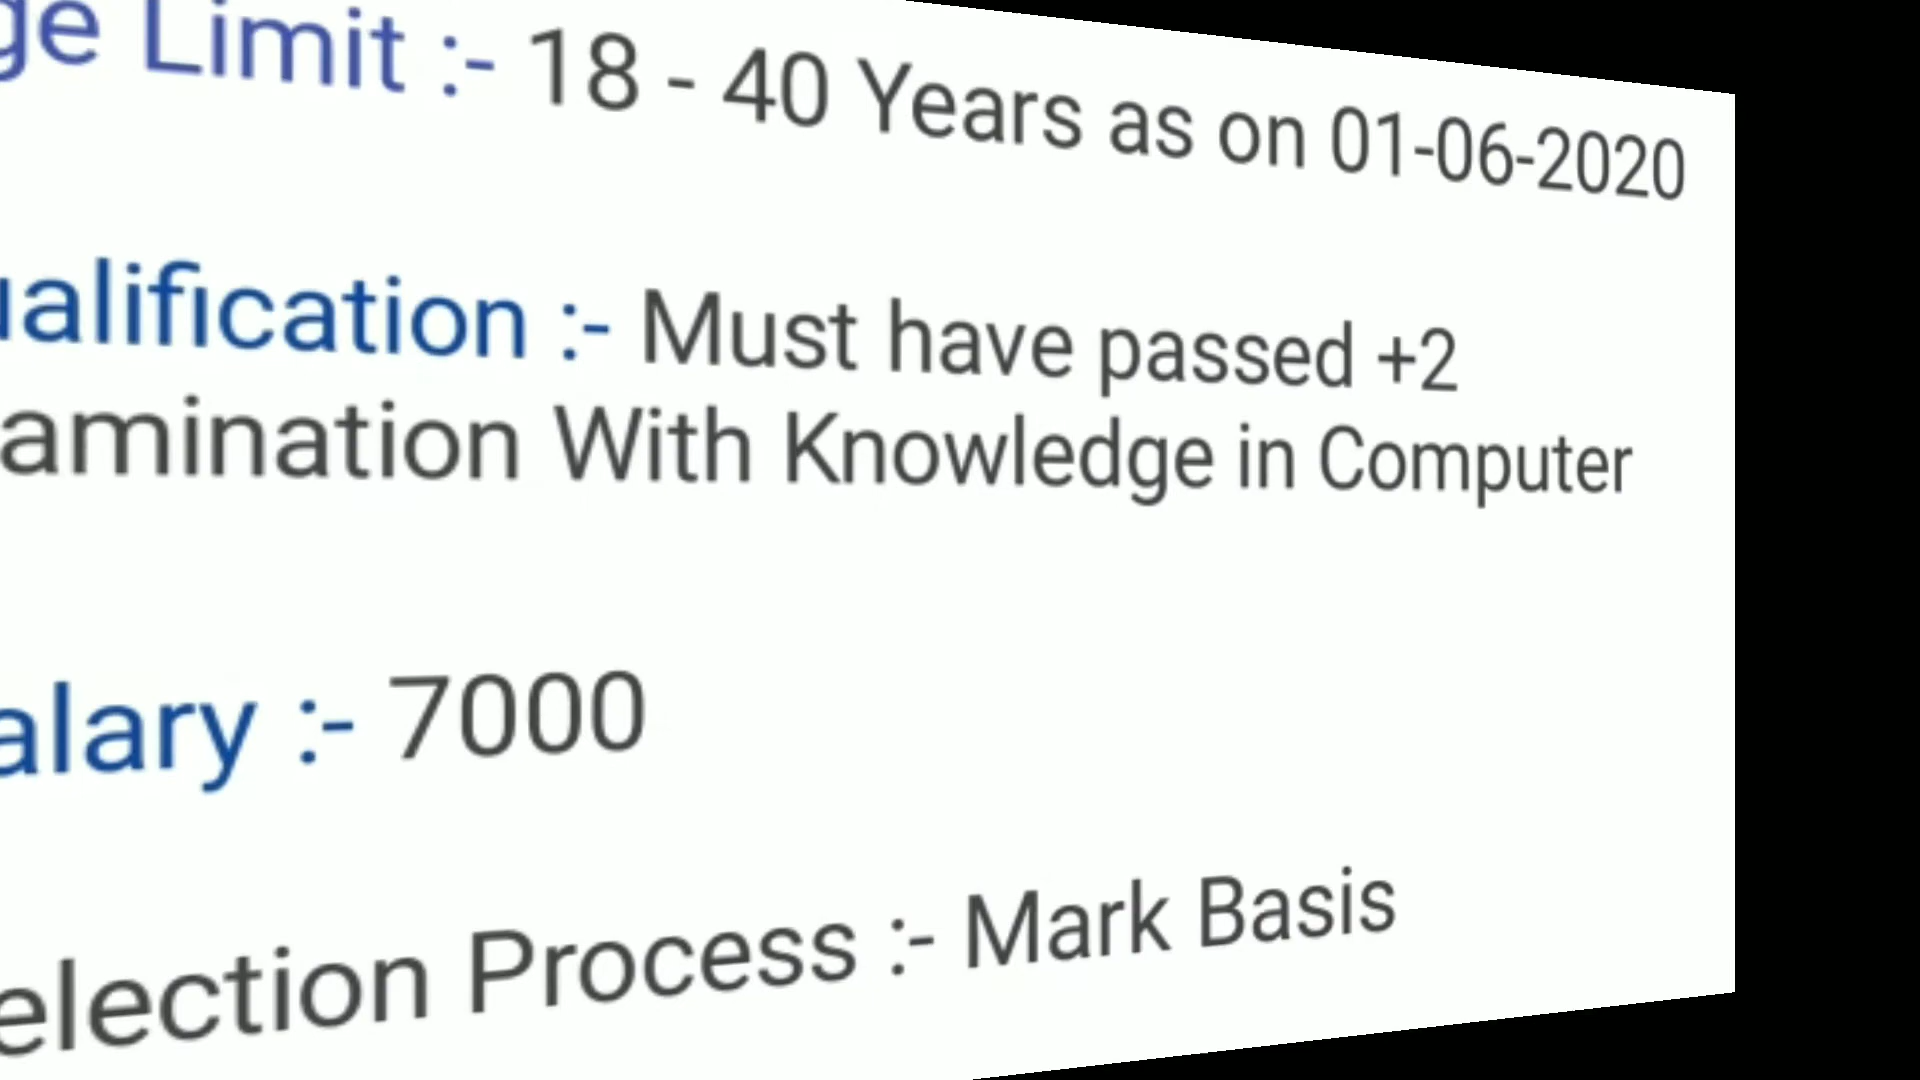 ge Limit :- 18 - 40 Years as on 01-06-2020
ualification :- Must have passed +2
amination With Knowledge in Computer
alary :- 7000
election Process :- Mark Basis